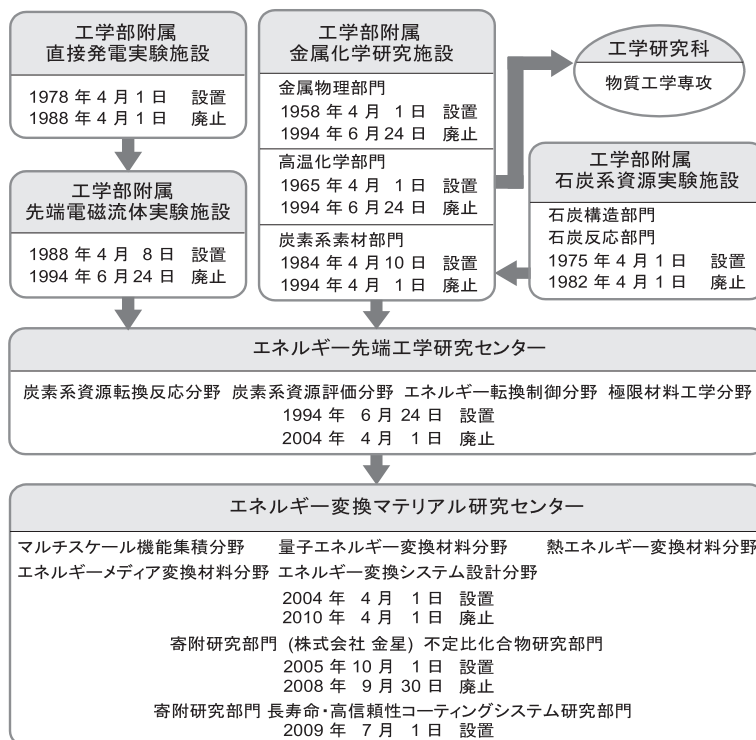 工学部附属
直接発電実験施設
1978 年 4 月 1 日 設置
1988 年 4 月 1 日 廃止
工学部附属
先端電磁流体実験施設
1988 年 4 月 8 日 設置
1994 年 6 月 24 日 廃止
工学部附属
金属化学研究施設
金属物理部門
1958 年 4 月 1 日 設置
1994 年 6 月 24 日 廃止
高温化学部門
1965 年 4 月 1 日 設置
1994 年 6 月 24 日 廃止
炭素系素材部門
1984 年 4 月 10 日 設置
1994 年 4 月 1 日 廃止
工学研究科
物質工学専攻
工学部附属
石炭系資源実験施設
石炭構造部門
石炭反応部門
1975 年 4 月 1 日 設置
1982 年 4 月 1 日 廃止
エネルギー先端工学研究センター
炭素系資源転換反応分野 炭素系資源評価分野 エネルギー転換制御分野 極限材料工学分野
1994 年 6 月 24 日 設置
2004 年 4 月 1 日 廃止
エネルギー変換マテリアル研究センター
マルチスケール機能集積分野 量子エネルギー変換材料分野 熱エネルギー変換材料分野
エネルギーメディア変換材料分野 エネルギー変換システム設計分野
2004 年 4 月 1 日 設置
2010 年 4 月 1 日 廃止
寄附研究部門 (株式会社 金星) 不定比化合物研究部門
2005 年 10 月 1 日 設置
2008 年 9 月 30 日 廃止
寄附研究部門 長寿命・高信頼性コーティングシステム研究部門
2009 年 7 月 1 日 設置